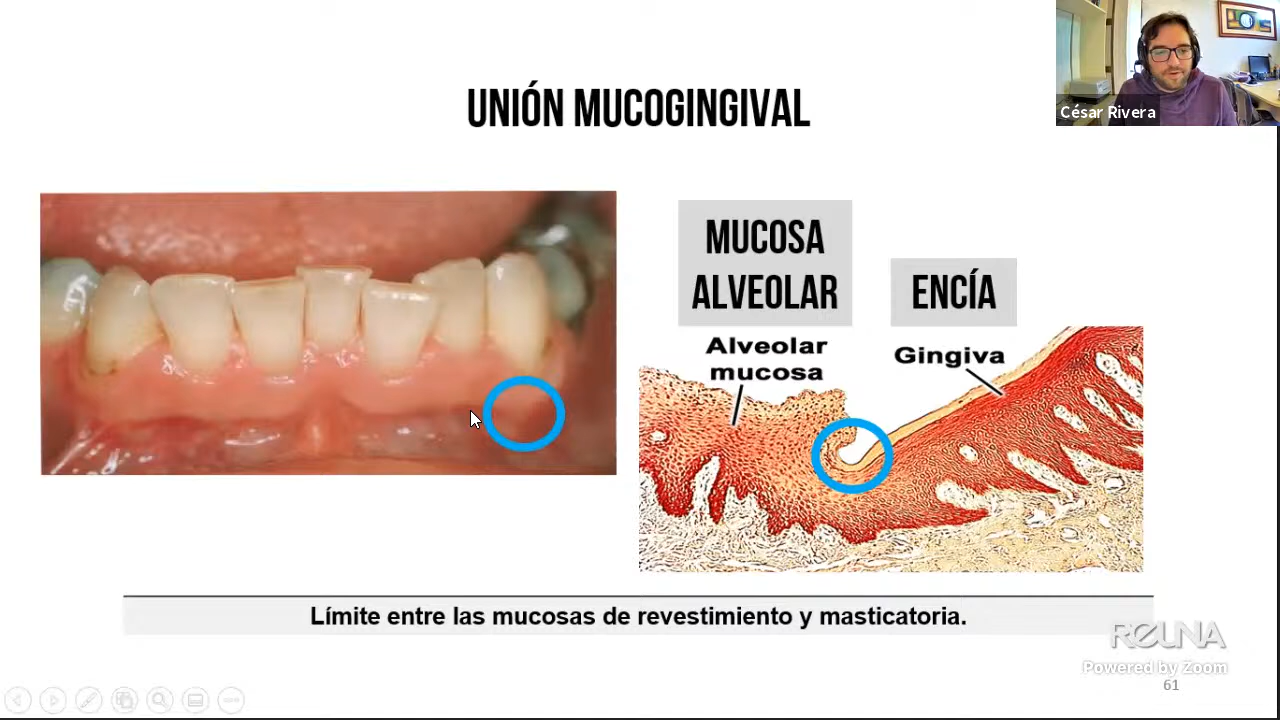 César Rivera
UNIÓN MUCOGINGIVAL
MUCOSA
ALVEOLAR
ENCÍA
Alveolar
mucosa
Gingiva
Límite entre las mucosas de revestimiento y masticatoria.
REUNA
Powered by Zoom
61